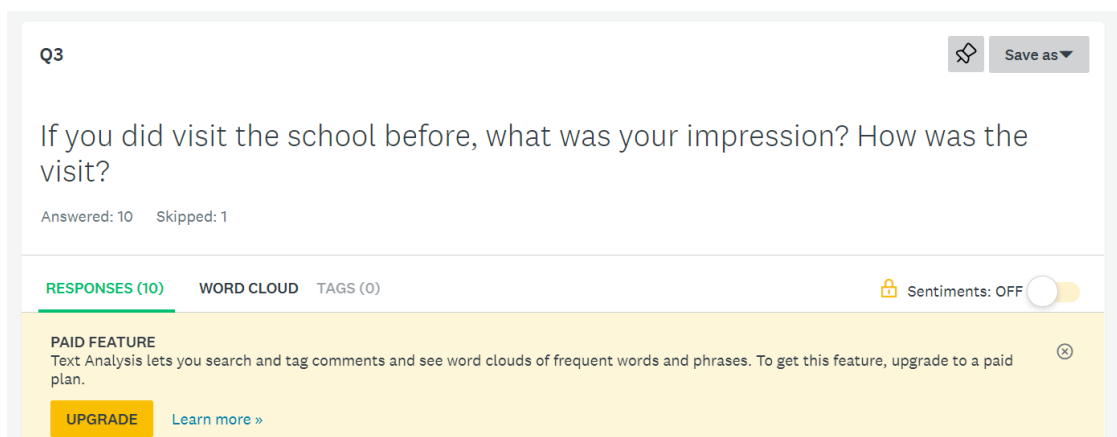 Q3
Save as
If you did visit the school before, what was your impression? How was the
visit?
Answered: 10 Skipped: 1
RESPONSES (10) WORD CLOUD TAGS (0)
Sentiments: OFF
PAID FEATURE
Text Analysis lets you search and tag comments and see word clouds of frequent words and phrases. To get this feature, upgrade to a paid
plan.
UPGRADE Learn more »